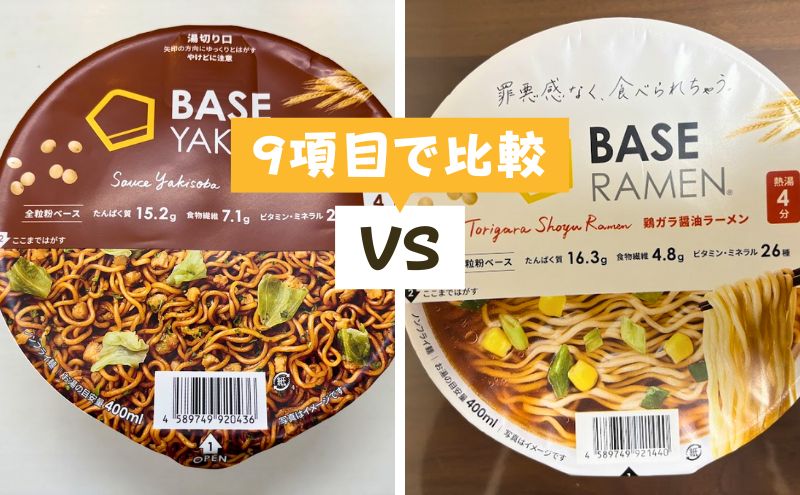 湯切り口
矢印の方向にゆっくりとはがす
やけどに注意
BASE
YAK
Sauce Yakisoba
全粒粉ベース たんぱく質 15.2g 食物繊維 7.1g ビタミン・ミネラル 2
4
2 ここまではがす
ノンフライ麺
お湯の目安量 400ml
4 589749 920436
写真はイメージです
紙
1
OPEN
9項目で比較
VS
罪悪感なく、食べられちゃう。
BASE
RAMEN®
熱湯
4
分
Torigara Shoyu Ramen 鶏ガラ醤油ラーメン
粒粉ベース たんぱく質 16.3g 食物繊維 4.8g ビタミン・ミネラル 26種
2 ここまではがす
ノンフライ麺
お湯の目安量 400ml
4 589749 921440
写真はイメージです
紙
1